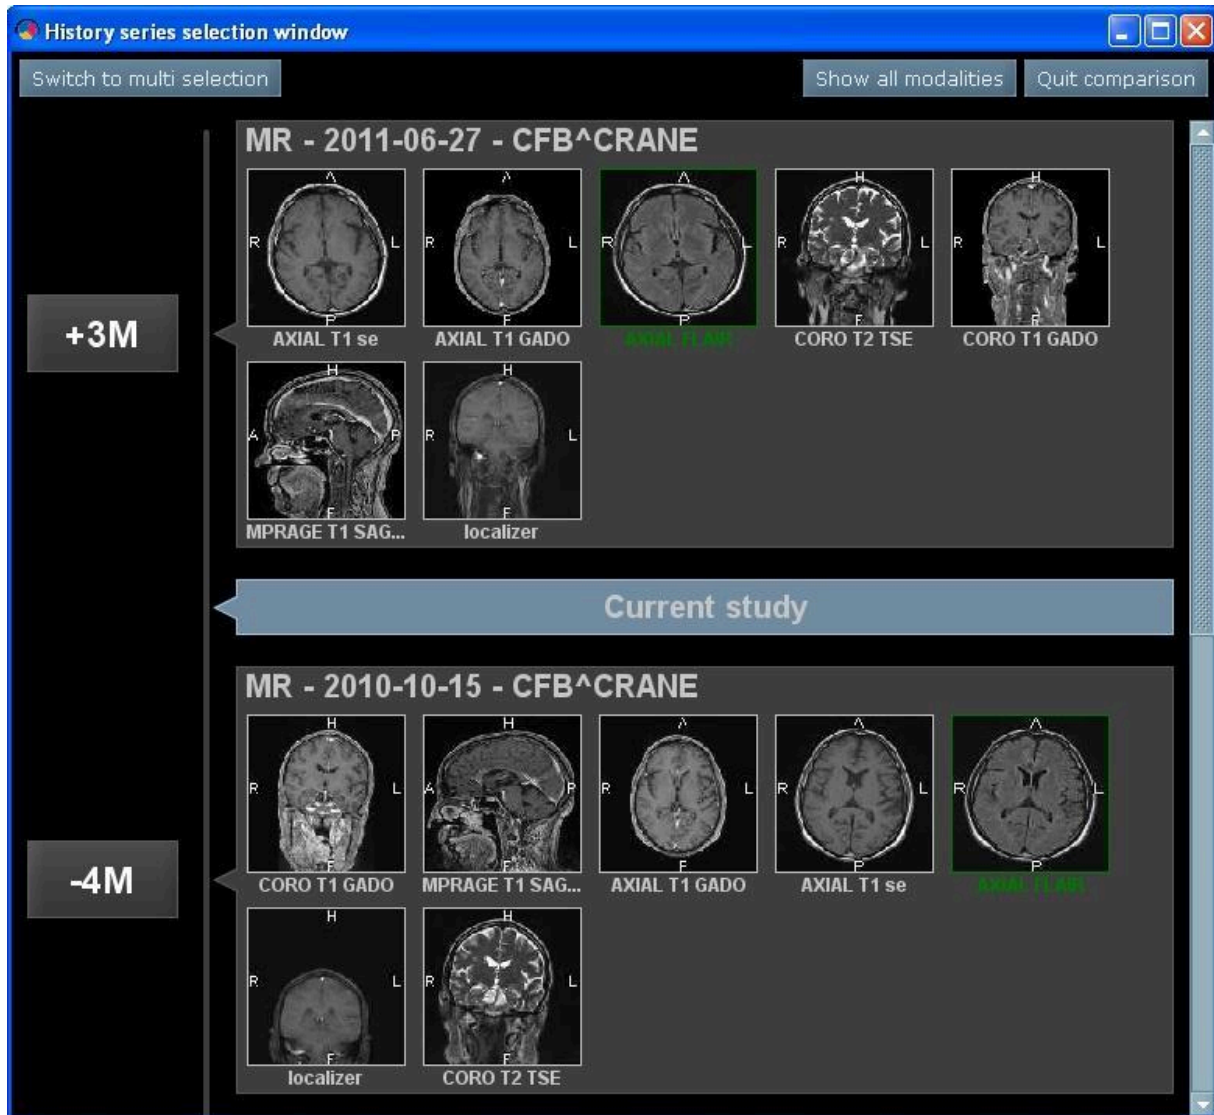 History series selection window
Switch to multi selection
Show all modalities
Quit comparison
+3M
MR - 2011-06-27 - CFB^CRANE
A A A H H
R L R L R L R L R L
P F P F F
AXIAL T1 se AXIAL T1 GADO AXIAL FLAIR CORO T2 TSE CORO T1 GADO
H H
A P R L
F F
MPRAGE T1 SAG... localizer
Current study
-4M
MR - 2010-10-15 - CFB^CRANE
H H A A A
R L A P R L R L R L
F F F P P
CORO T1 GADO MPRAGE T1 SAG... AXIAL T1 GADO AXIAL T1 se AXIAL FLAIR
H H
R L R L
F F
localizer CORO T2 TSE